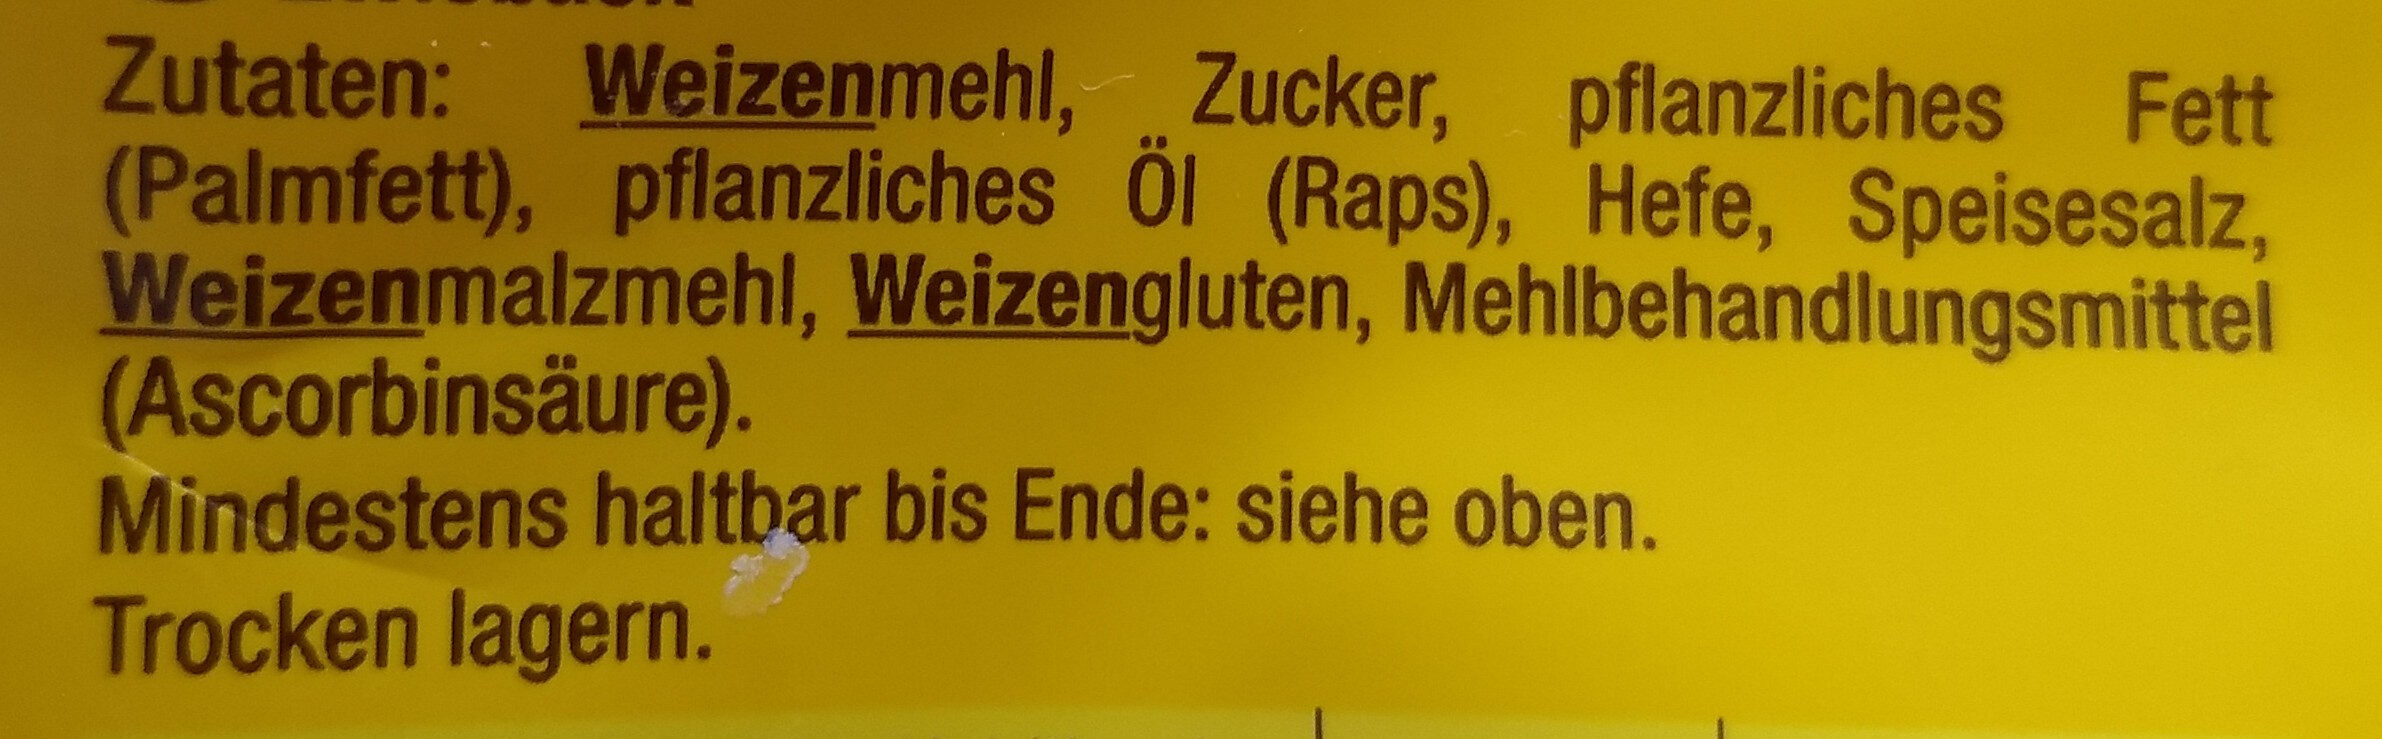 Zutaten: Weizenmehl, Zucker, pflanzliches Fett
(Palmfett), pflanzliches Öl (Raps), Hefe, Speisesalz,
Weizenmalzmehl, Weizengluten, Mehlbehandlungsmittel
(Ascorbinsäure).
Mindestens haltbar bis Ende: siehe oben.
Trocken lagern.